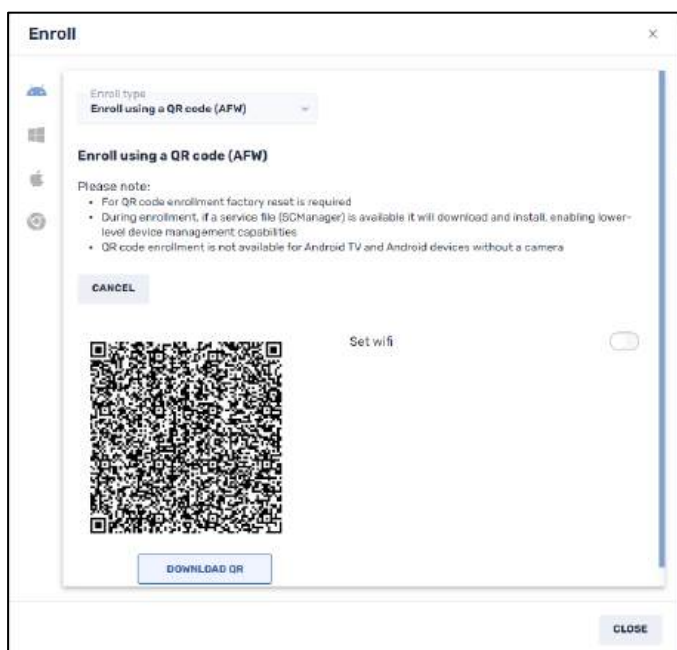 Enroll
Enroll type
Enroll using a QR code (AFW)
Enroll using a QR code (AFW)
Please note:
For QR code enrollment factory reset is required
During enrollment, if a service file (SCManager) is available it will download and install, enabling lower-
level device management capabilities
QR code enrollment is not available for Android TV and Android devices without a camera
CANCEL
Set wifi
DOWNLOAD QR
CLOSE